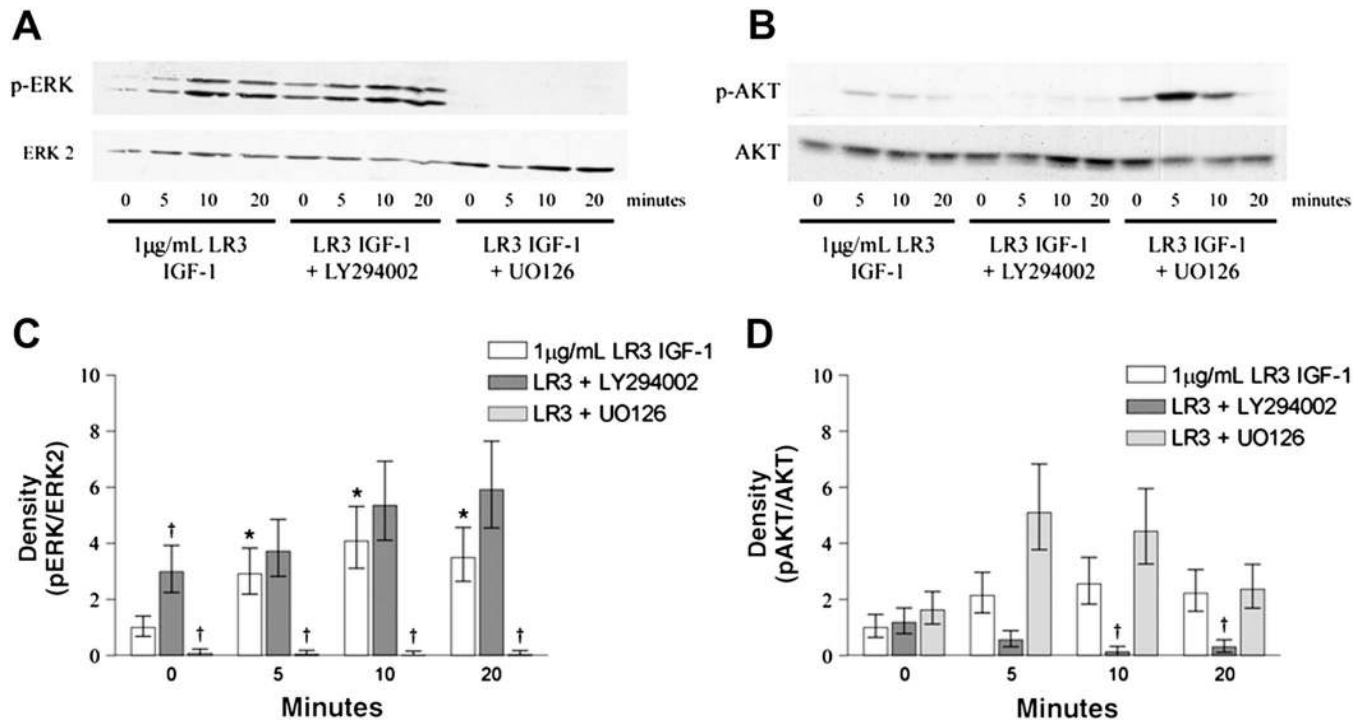 A
p-ERK
ERK 2
0 5 10 20 0 5 10 20 0 5 10 20 minutes
1μg/mL LR3 IGF-1
LR3 IGF-1 + LY294002
LR3 IGF-1 + UO126
B
p-AKT
AKT
0 5 10 20 0 5 10 20 0 5 10 20 minutes
1μg/mL LR3 IGF-1
LR3 IGF-1 + LY294002
LR3 IGF-1 + UO126
C
1μg/mL LR3 IGF-1
LR3 + LY294002
LR3 + UO126
Density
(pERK/ERK2)
10
8
6
4
2
0
† † * † * † * †
0 5 10 20
Minutes
D
1μg/mL LR3 IGF-1
LR3 + LY294002
LR3 + UO126
Density
(pAKT/AKT)
10
8
6
4
2
0
† †
0 5 10 20
Minutes